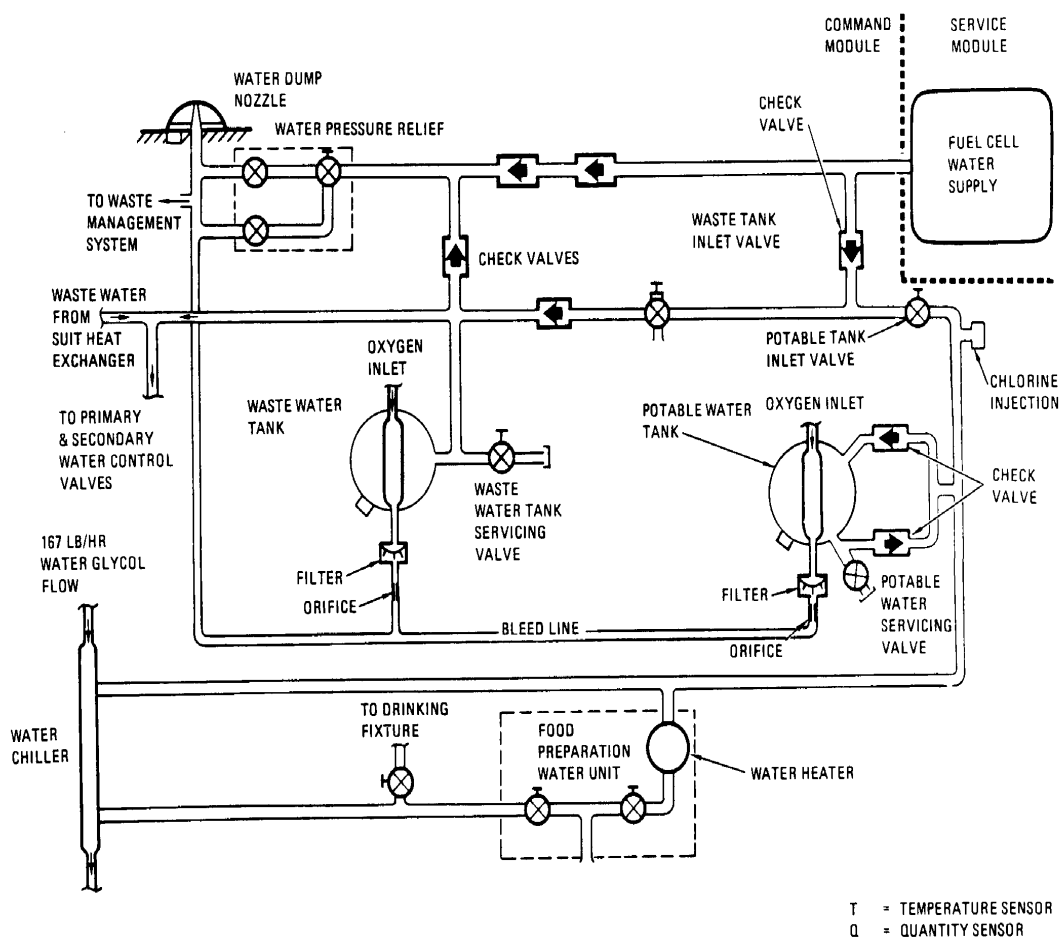 COMMAND
MODULE
SERVICE
MODULE
WATER DUMP
NOZZLE
WATER PRESSURE RELIEF
CHECK
VALVE
FUEL CELL
WATER
SUPPLY
TO WASTE
MANAGEMENT
SYSTEM
WASTE TANK
INLET VALVE
CHECK VALVES
WASTE WATER
FROM
SUIT HEAT
EXCHANGER
POTABLE TANK
INLET VALVE
CHLORINE
INJECTION
OXYGEN
INLET
WASTE WATER
TANK
POTABLE WATER
TANK
OXYGEN INLET
TO PRIMARY
& SECONDARY
WATER CONTROL
VALVES
WASTE
WATER TANK
SERVICING
VALVE
CHECK
VALVE
167 LB/HR
WATER GLYCOL
FLOW
FILTER
ORIFICE
FILTER
POTABLE
WATER
SERVICING
VALVE
BLEED LINE
ORIFICE
TO DRINKING
FIXTURE
FOOD
PREPARATION
WATER UNIT
WATER
CHILLER
WATER HEATER
T = TEMPERATURE SENSOR
Q = QUANTITY SENSOR